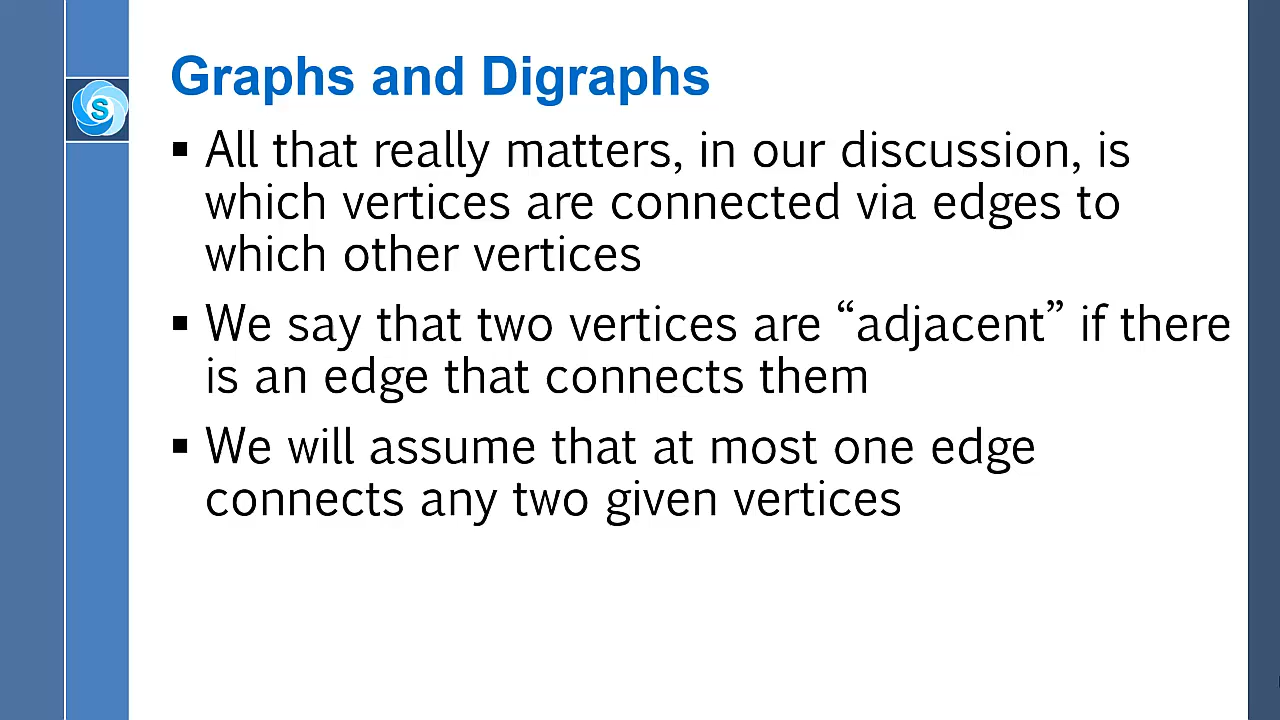 S
Graphs and Digraphs
▪ All that really matters, in our discussion, is
which vertices are connected via edges to
which other vertices
▪ We say that two vertices are “adjacent” if there
is an edge that connects them
▪ We will assume that at most one edge
connects any two given vertices